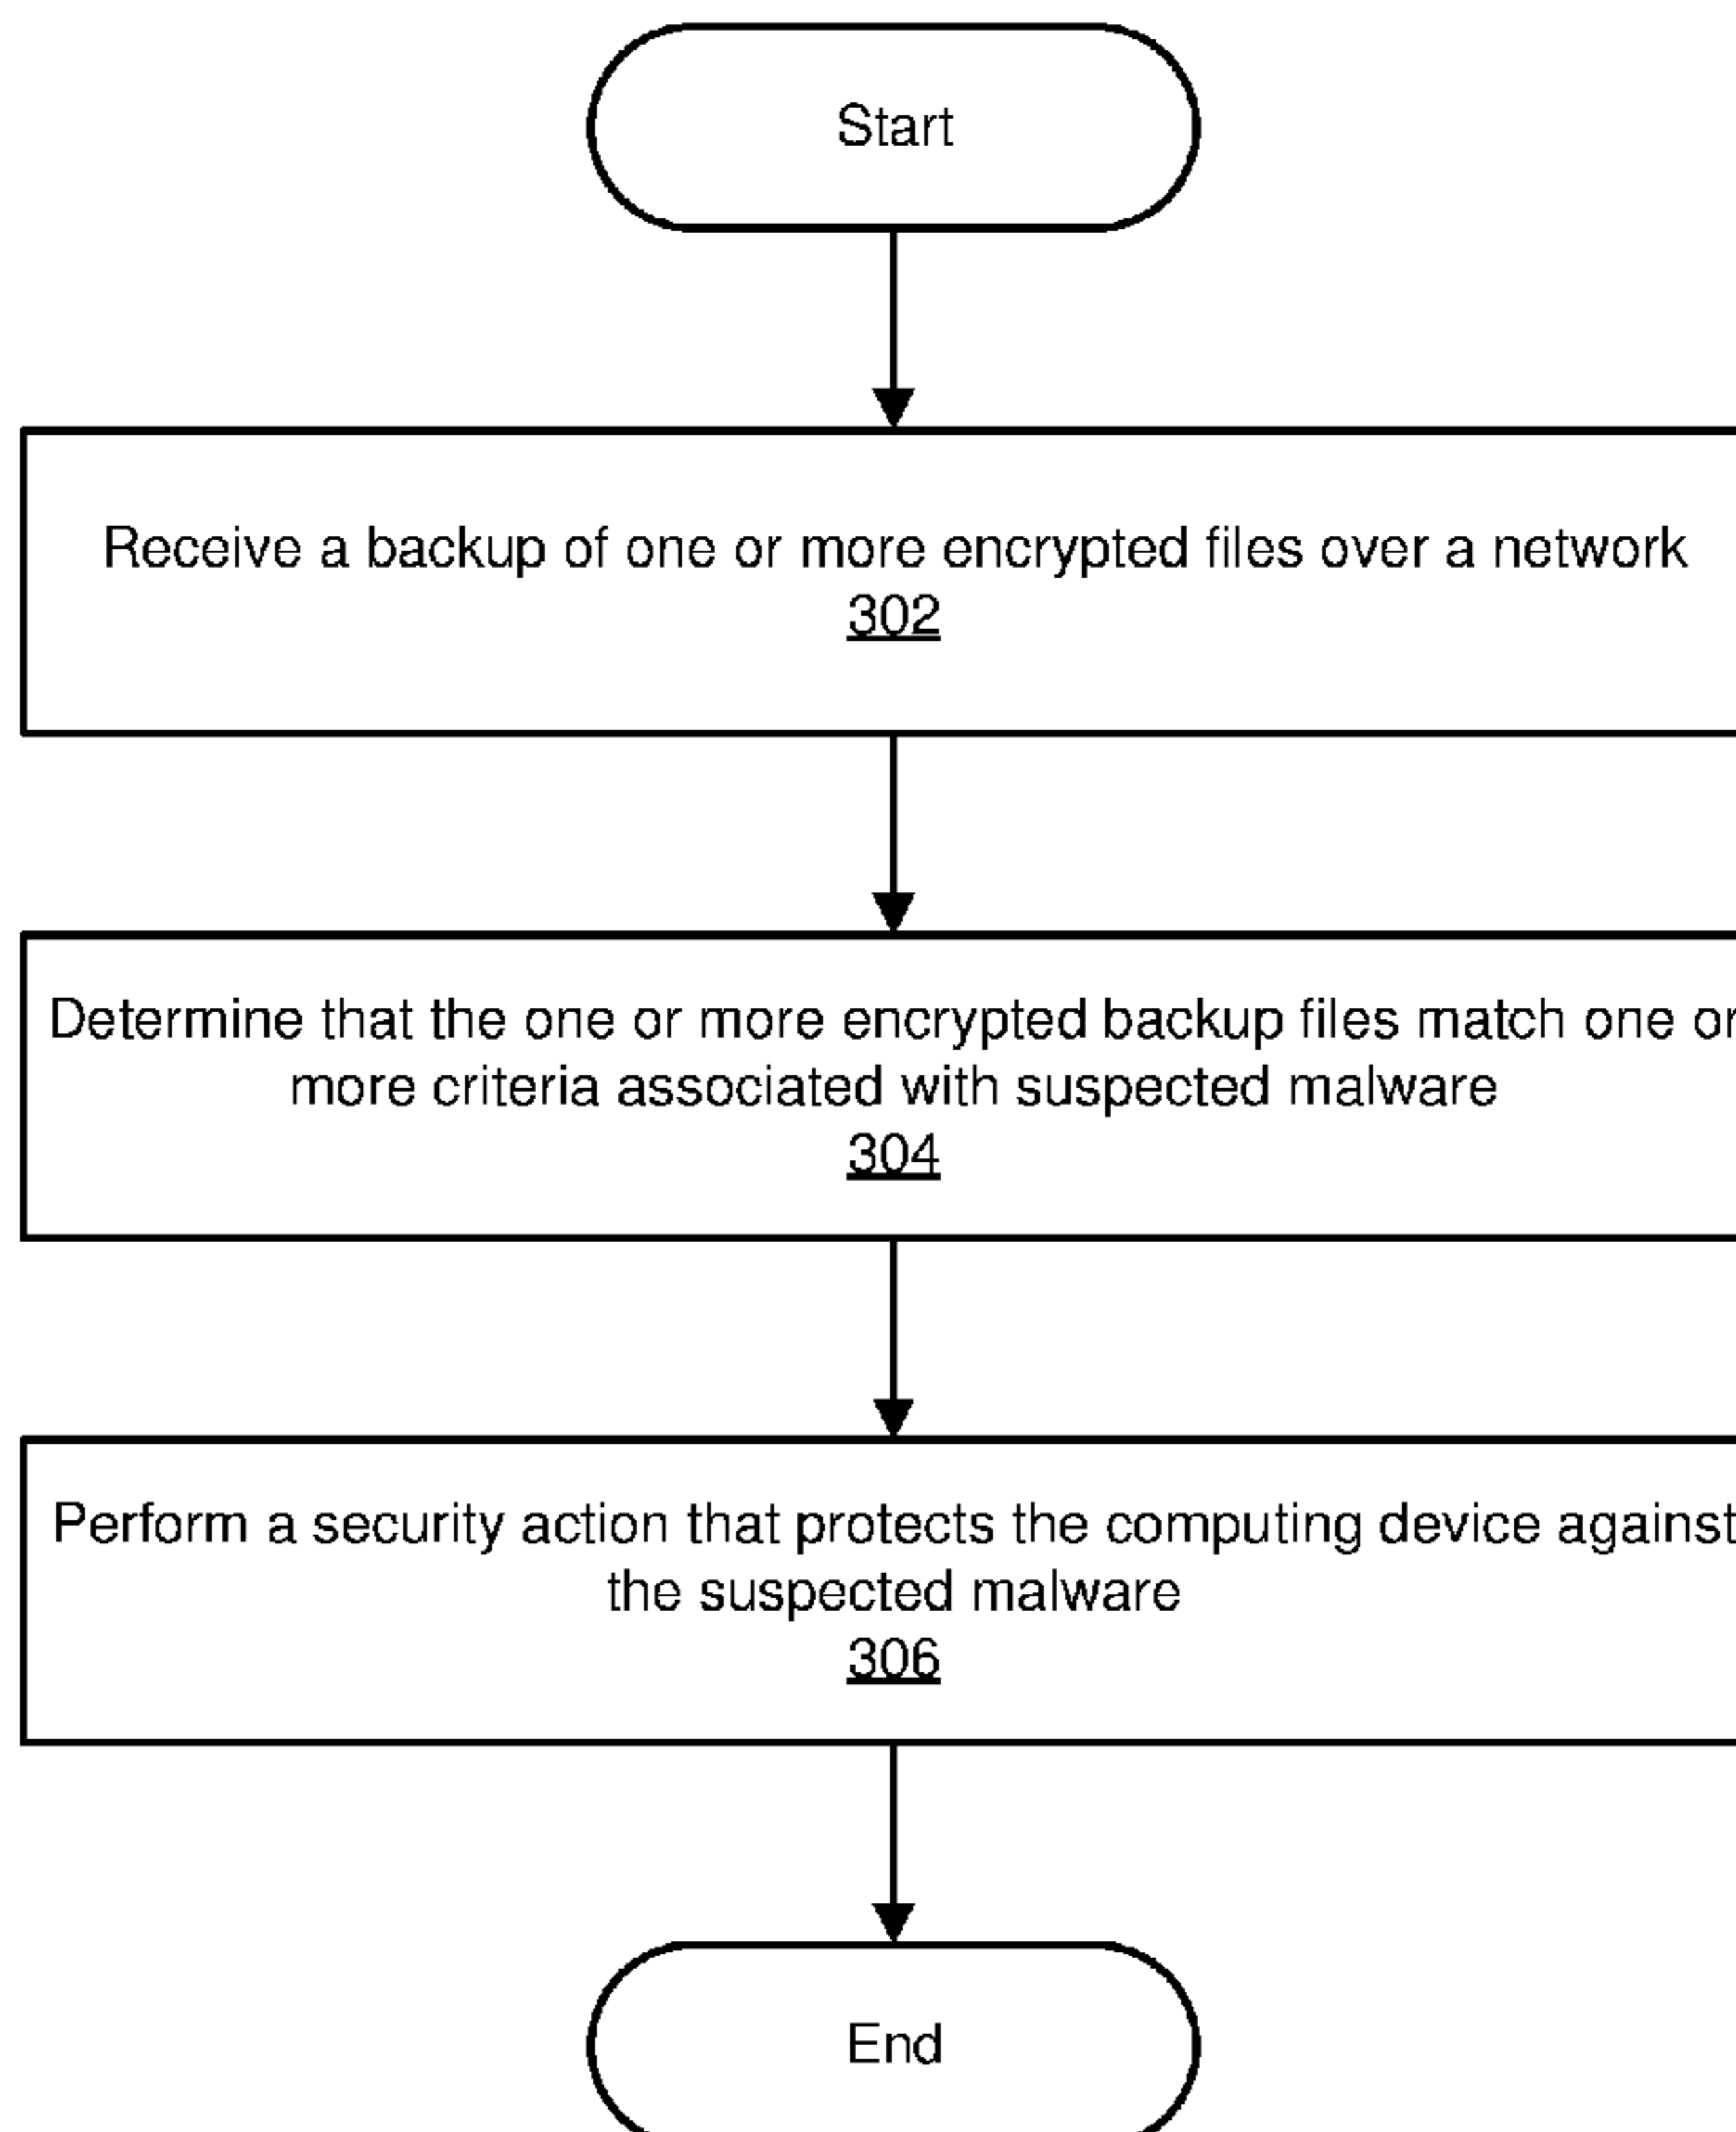 Start
Receive a backup of one or more encrypted files over a network
302
Determine that the one or more encrypted backup files match one or
more criteria associated with suspected malware
304
Perform a security action that protects the computing device against
the suspected malware
306
End